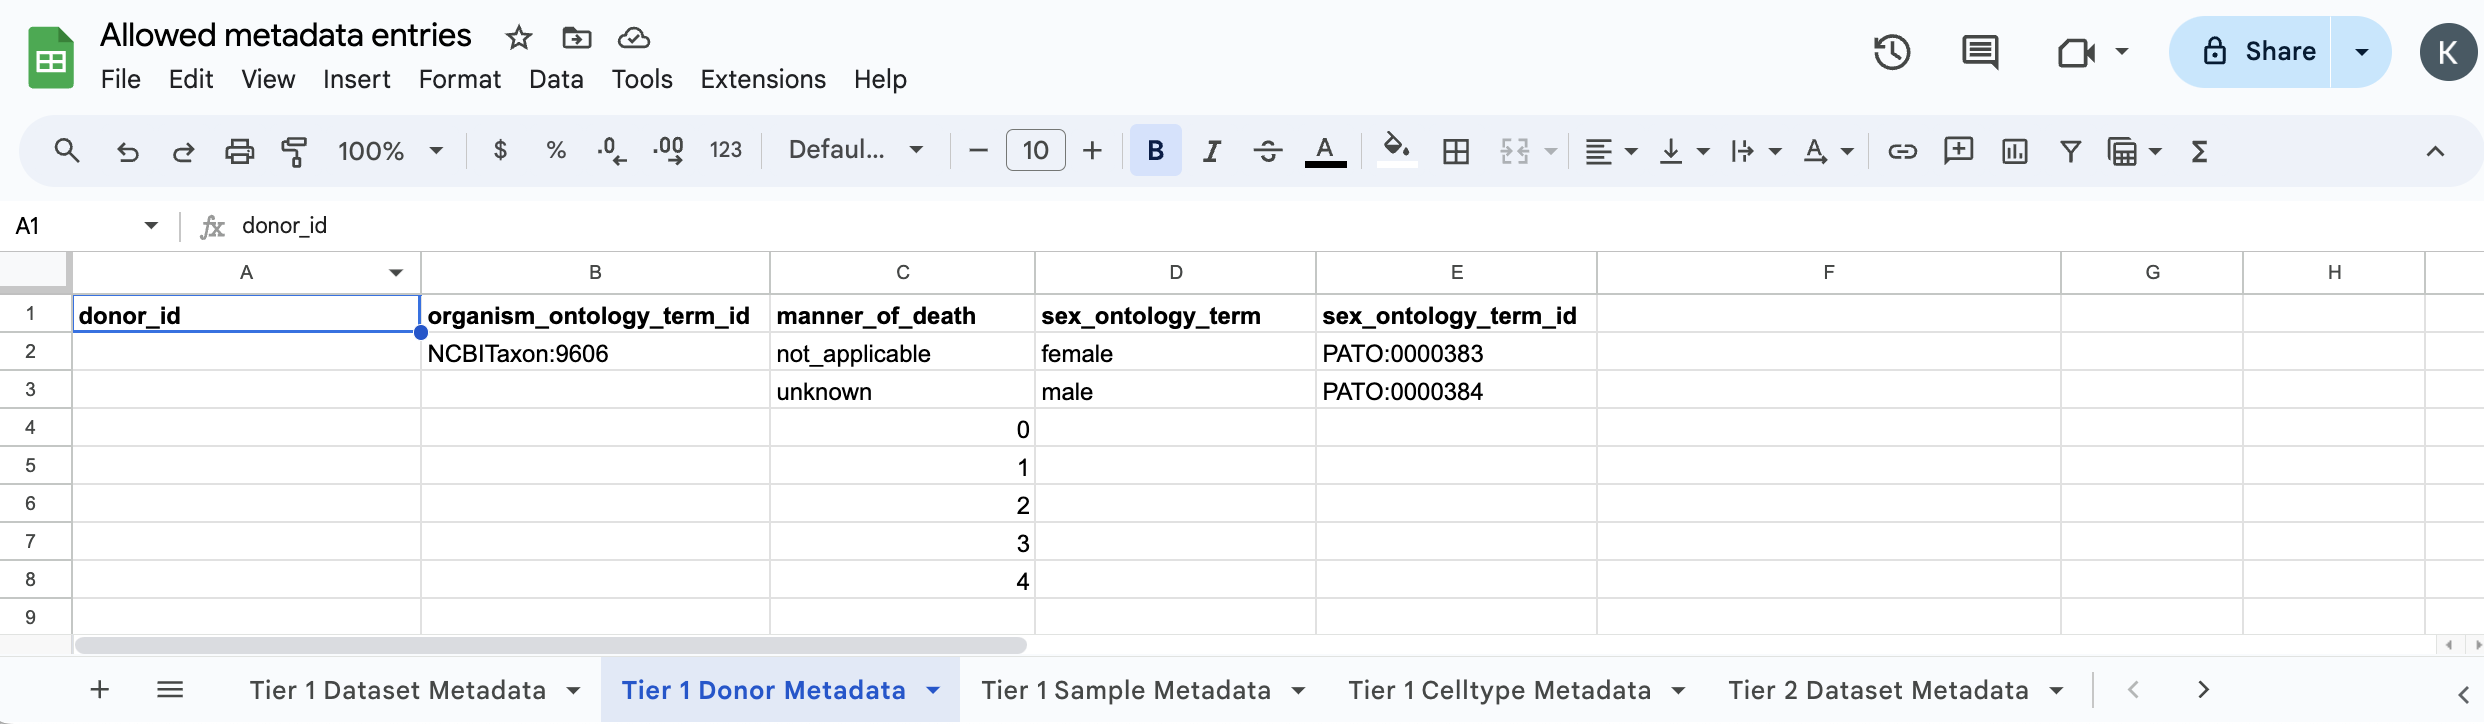 Allowed metadata entries
File Edit View Insert Format Data Tools Extensions Help
Share
K
100% $ % .0 .00 123 Defaul... − 10 + B I S A A Σ
A1 fx donor_id
A B C D E F G H
1 donor_id organism_ontology_term_id manner_of_death sex_ontology_term sex_ontology_term_id
2 NCBITaxon:9606 not_applicable female PATO:0000383
3 unknown male PATO:0000384
4 0
5 1
6 2
7 3
8 4
9
+ Tier 1 Dataset Metadata Tier 1 Donor Metadata Tier 1 Sample Metadata Tier 1 Celltype Metadata Tier 2 Dataset Metadata